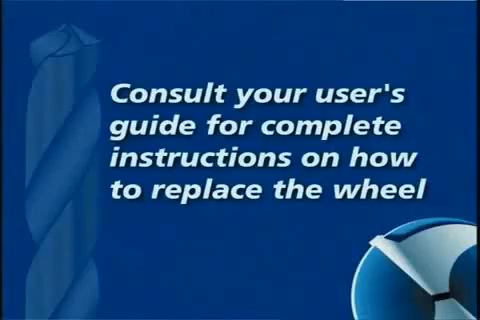 Consult your user's
guide for complete
instructions on how
to replace the wheel